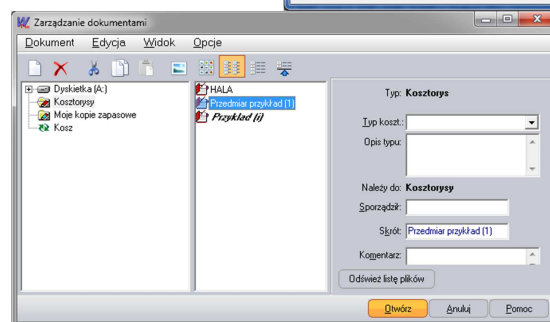 Zarządzanie dokumentami
Dokument Edycja Widok Opcje
Dyskietka (A:)
Kosztorysy
Moje kopie zapasowe
Kosz
HALA
Przedmiar przykład (1)
Przykład (i)
Typ: Kosztorys
Typ koszt.:
Opis typu:
Należy do: Kosztorysy
Sporządził:
Skrót: Przedmiar przykład (1)
Komentarz:
Odśwież listę plików
Otwórz Anuluj Pomoc